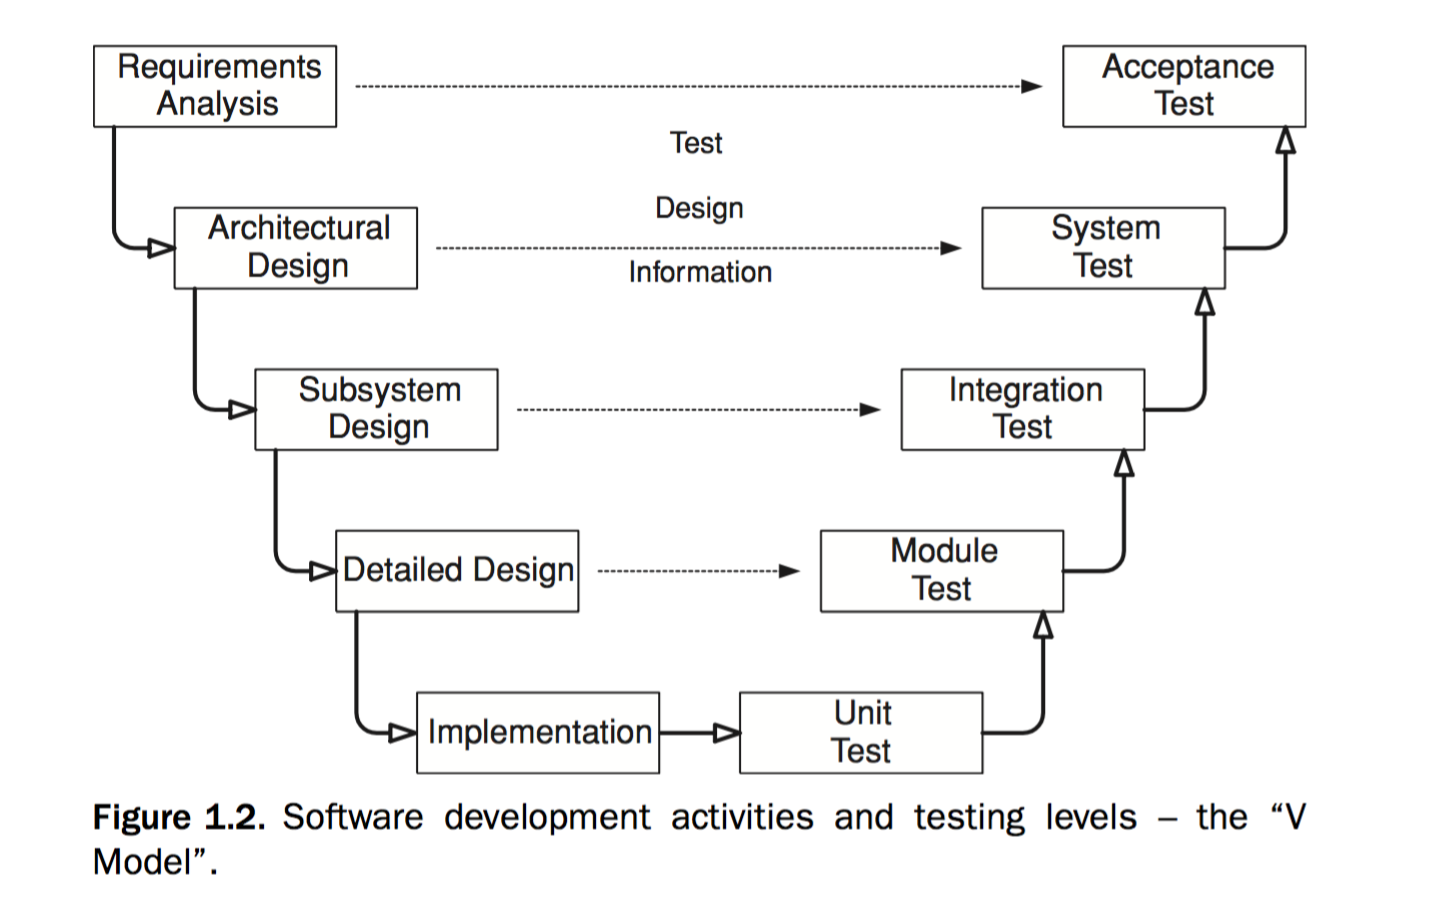 Requirements
Analysis
Acceptance
Test
Test
Design
Information
Architectural
Design
System
Test
Subsystem
Design
Integration
Test
Detailed Design
Module
Test
Implementation
Unit
Test
Figure 1.2. Software development activities and testing levels – the “V
Model”.